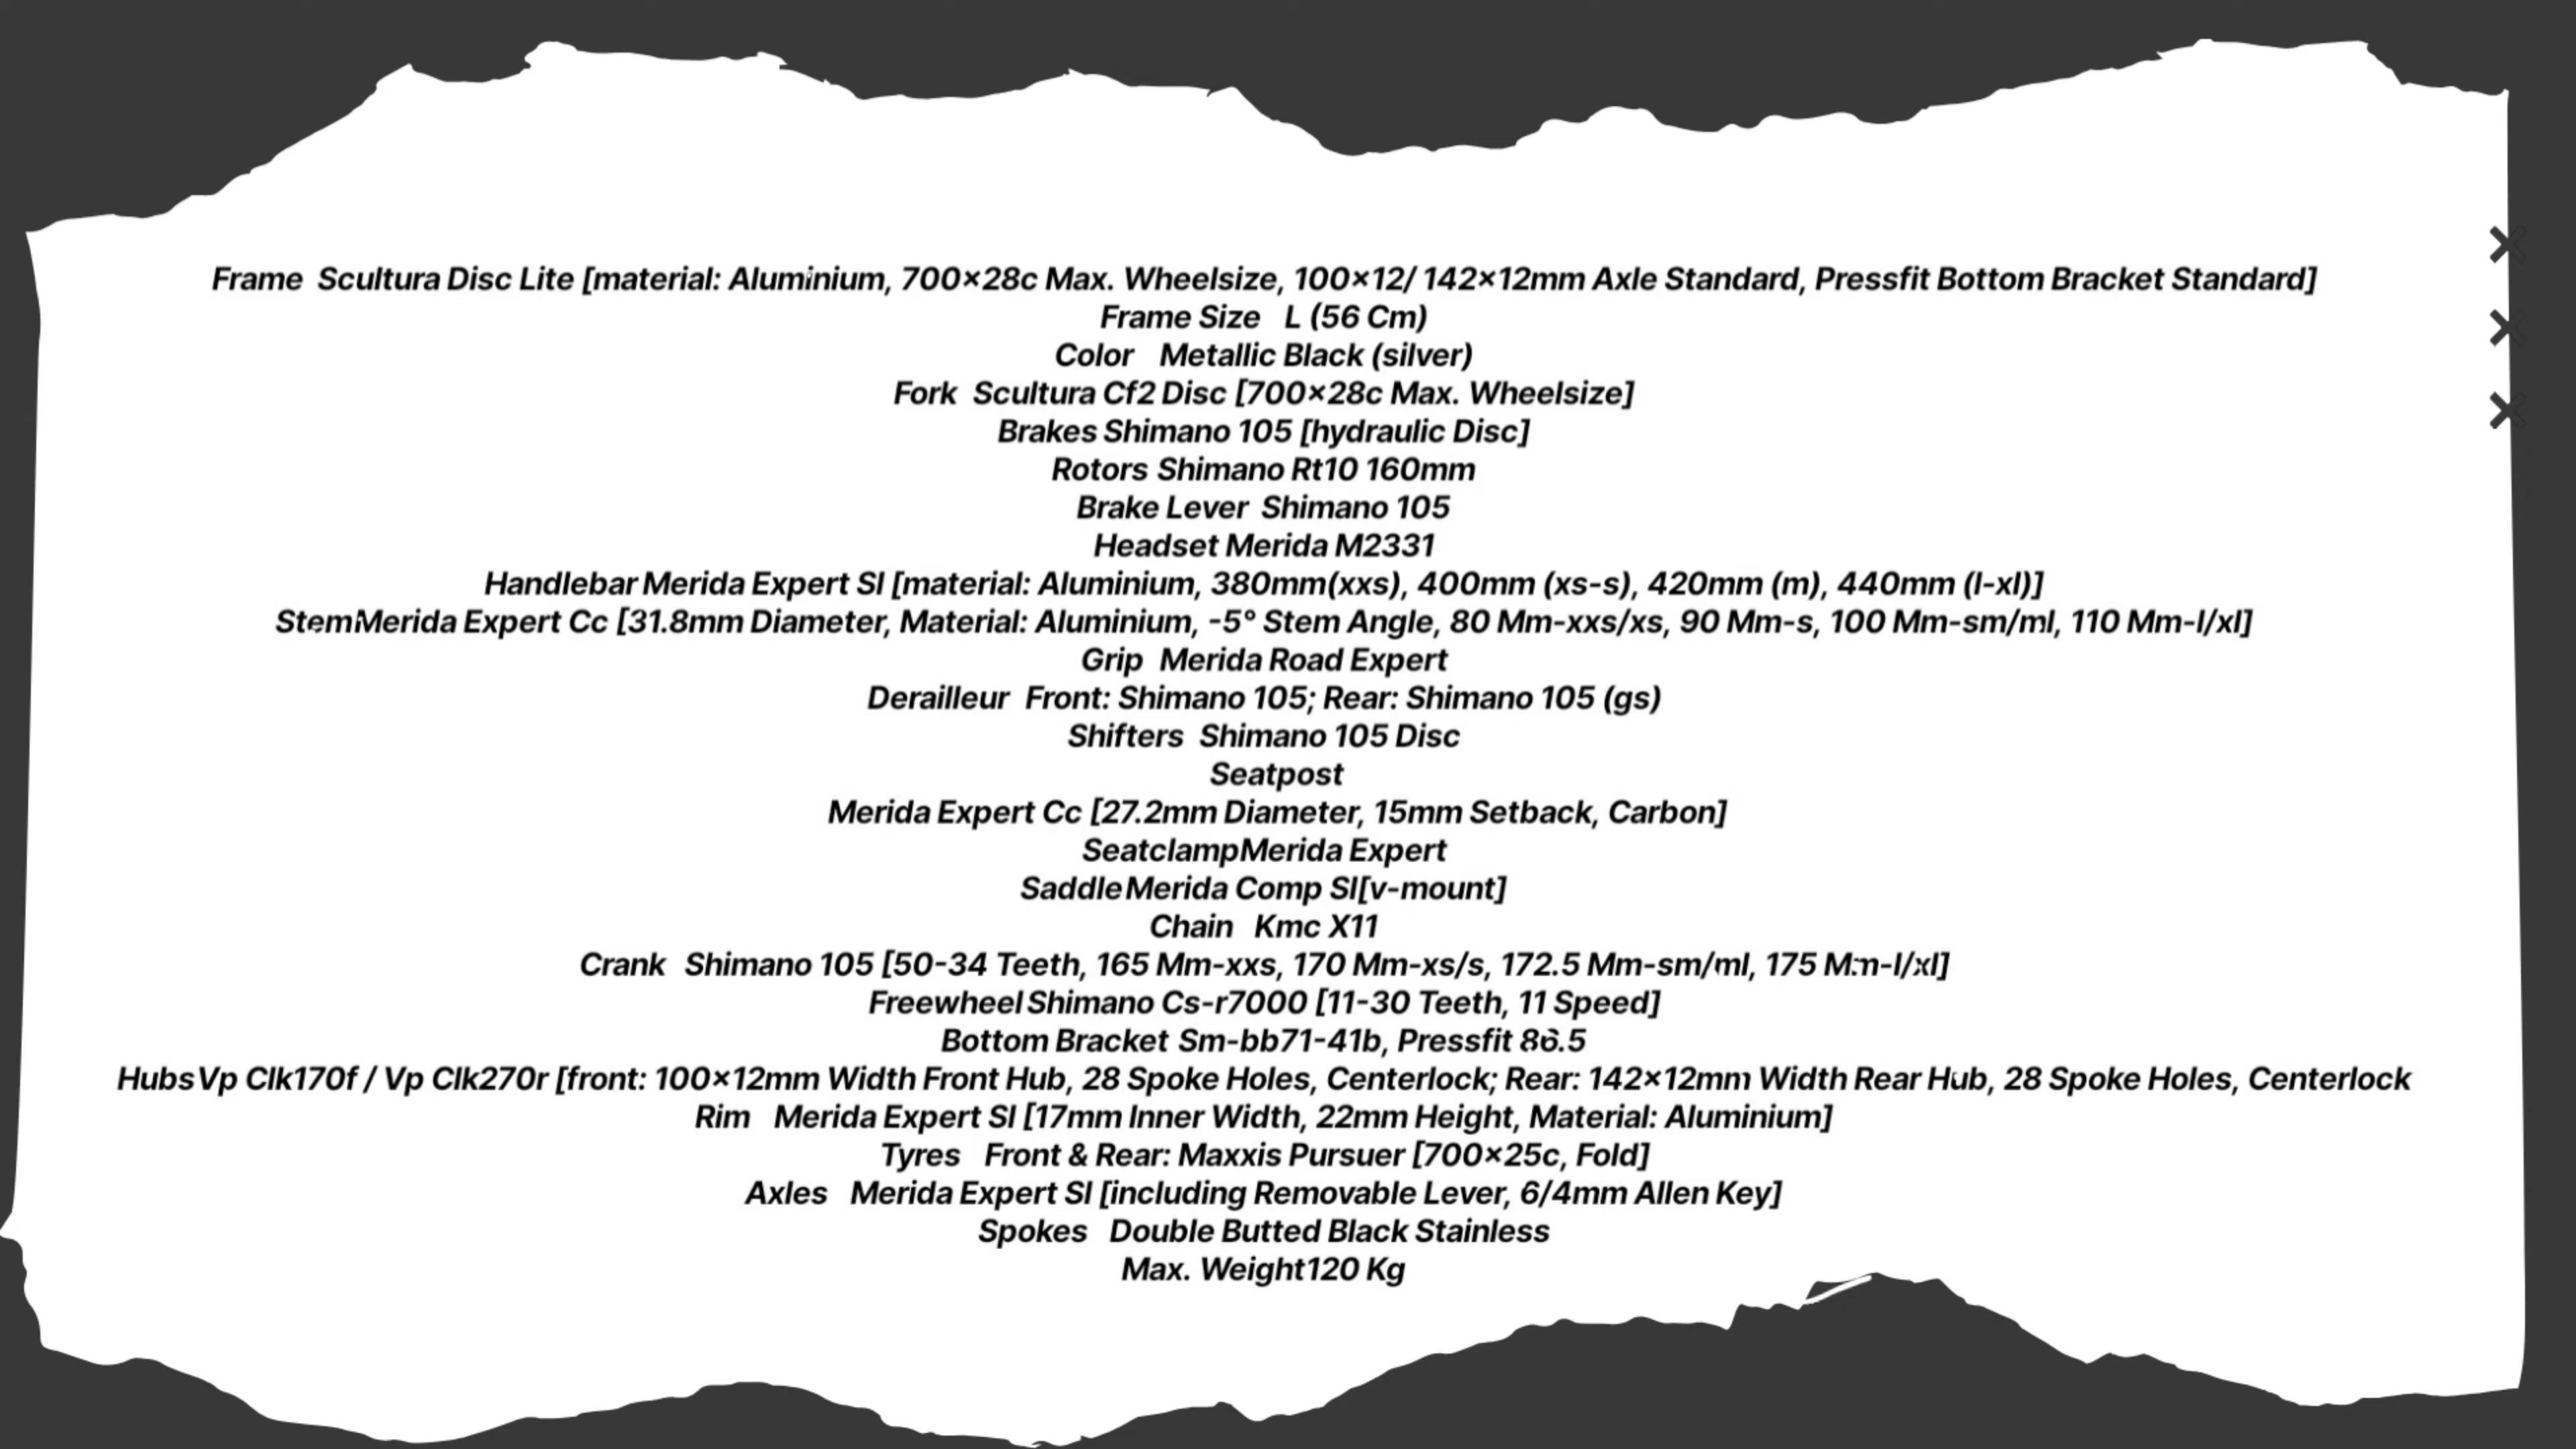 Frame Scultura Disc Lite [material: Aluminium, 700×28c Max. Wheelsize, 100×12/ 142×12mm Axle Standard, Pressfit Bottom Bracket Standard]
Frame Size L (56 Cm)
Color Metallic Black (silver)
Fork Scultura Cf2 Disc [700×28c Max. Wheelsize]
Brakes Shimano 105 [hydraulic Disc]
Rotors Shimano Rt10 160mm
Brake Lever Shimano 105
Headset Merida M2331
Handlebar Merida Expert Sl [material: Aluminium, 380mm(xxs), 400mm (xs-s), 420mm (m), 440mm (l-xl)]
StemMerida Expert Cc [31.8mm Diameter, Material: Aluminium, -5° Stem Angle, 80 Mm-xxs/xs, 90 Mm-s, 100 Mm-sm/ml, 110 Mm-l/xl]
Grip Merida Road Expert
Derailleur Front: Shimano 105; Rear: Shimano 105 (gs)
Shifters Shimano 105 Disc
Seatpost
Merida Expert Cc [27.2mm Diameter, 15mm Setback, Carbon]
SeatclampMerida Expert
Saddle Merida Comp Sl[v-mount]
Chain Kmc X11
Crank Shimano 105 [50-34 Teeth, 165 Mm-xxs, 170 Mm-xs/s, 172.5 Mm-sm/ml, 175 Mm-l/xl]
Freewheel Shimano Cs-r7000 [11-30 Teeth, 11 Speed]
Bottom Bracket Sm-bb71-41b, Pressfit 86.5
Hubs Vp Clk170f / Vp Clk270r [front: 100×12mm Width Front Hub, 28 Spoke Holes, Centerlock; Rear: 142×12mm Width Rear Hub, 28 Spoke Holes, Centerlock
Rim Merida Expert Sl [17mm Inner Width, 22mm Height, Material: Aluminium]
Tyres Front & Rear: Maxxis Pursuer [700×25c, Fold]
Axles Merida Expert Sl [including Removable Lever, 6/4mm Allen Key]
Spokes Double Butted Black Stainless
Max. Weight120 Kg